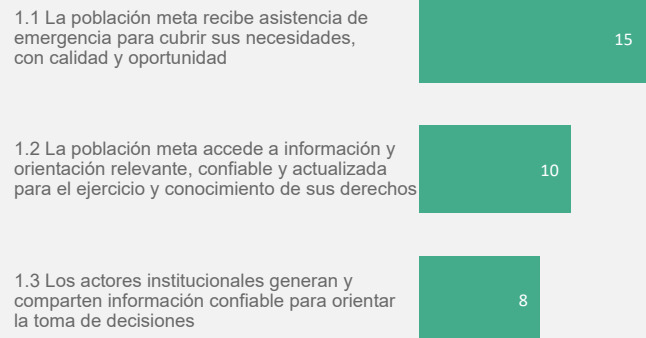 1.1 La población meta recibe asistencia de
emergencia para cubrir sus necesidades,
con calidad y oportunidad
15
1.2 La población meta accede a información y
orientación relevante, confiable y actualizada
para el ejercicio y conocimiento de sus derechos
10
1.3 Los actores institucionales generan y
comparten información confiable para orientar
la toma de decisiones
8